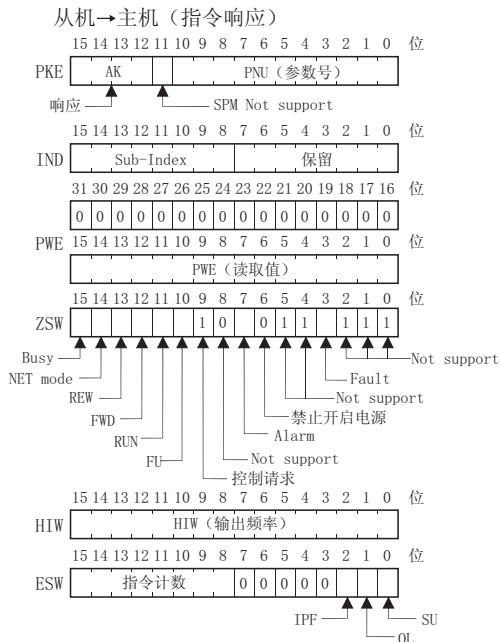 从机→主机（指令响应）
15 14 13 12 11 10 9 8 7 6 5 4 3 2 1 0 位
PKE AK PNU（参数号）
响应 SPM Not support
15 14 13 12 11 10 9 8 7 6 5 4 3 2 1 0 位
IND Sub-Index 保留
31 30 29 28 27 26 25 24 23 22 21 20 19 18 17 16
0 0 0 0 0 0 0 0 0 0 0 0 0 0 0 0
PWE 15 14 13 12 11 10 9 8 7 6 5 4 3 2 1 0 位
PWE（读取值）
15 14 13 12 11 10 9 8 7 6 5 4 3 2 1 0 位
ZSW 1 0 0 1 1 1 1 1
Busy Not support
NET mode Fault
REW Not support
FWD 禁止开启电源
RUN Alarm
FU Not support
控制请求
15 14 13 12 11 10 9 8 7 6 5 4 3 2 1 0 位
HIW HIW（输出频率）
15 14 13 12 11 10 9 8 7 6 5 4 3 2 1 0 位
ESW 指令计数 0 0 0 0 0
IPF SU
OL